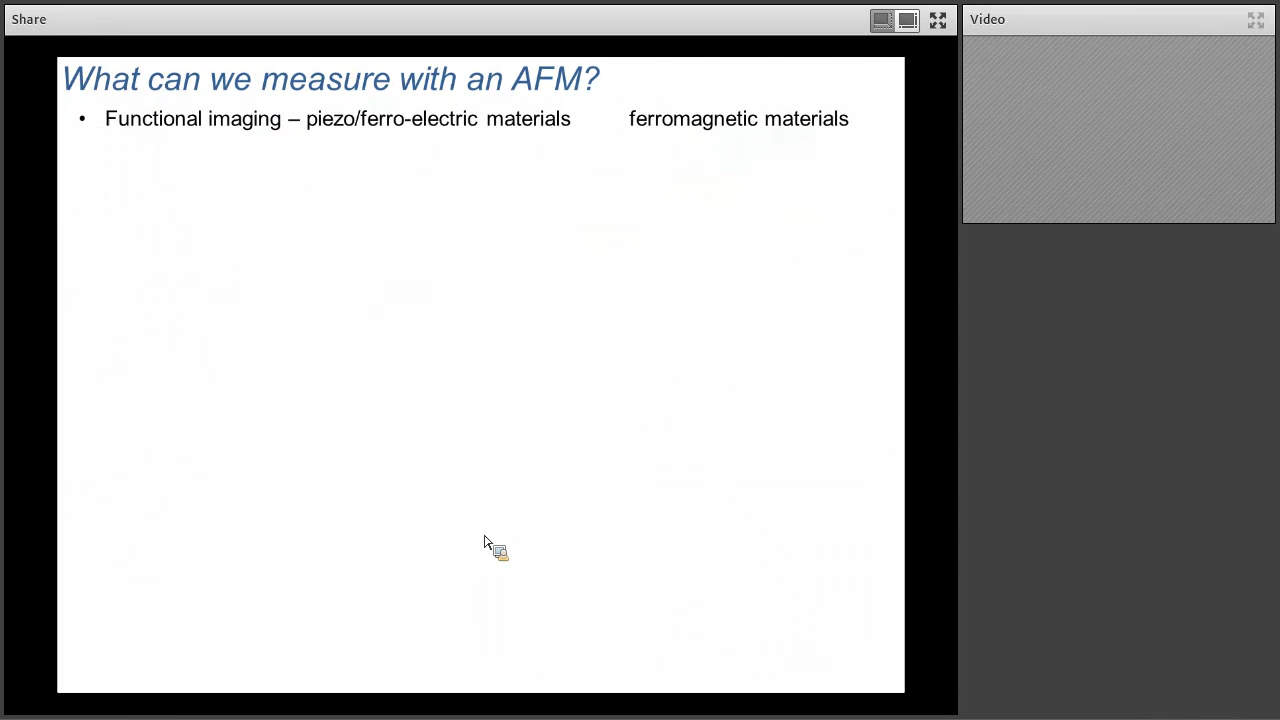 Share
Video
What can we measure with an AFM?
• Functional imaging – piezo/ferro-electric materials ferromagnetic materials